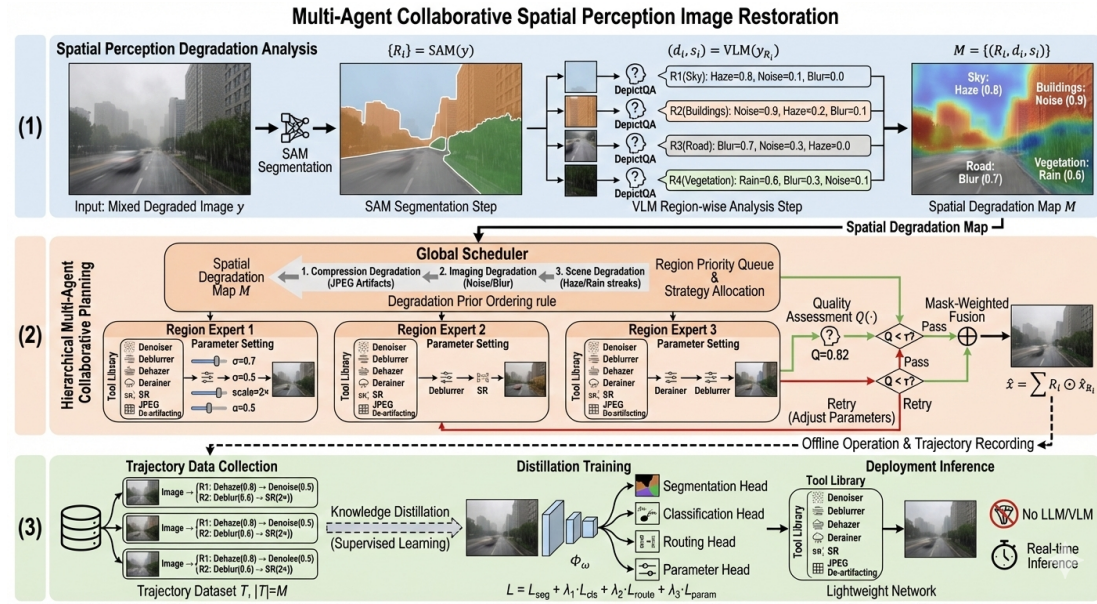 Multi-Agent Collaborative Spatial Perception Image Restoration
(1)
Spatial Perception Degradation Analysis
Input: Mixed Degraded Image y
SAM
Segmentation
{Rᵢ} = SAM(y)
SAM Segmentation Step
(dᵢ, sᵢ) = VLM(y_Rᵢ)
DepictQA
R1(Sky): Haze=0.8, Noise=0.1, Blur=0.0
DepictQA
R2(Buildings): Noise=0.9, Haze=0.2, Blur=0.1
DepictQA
R3(Road): Blur=0.7, Noise=0.3, Haze=0.0
DepictQA
R4(Vegetation): Rain=0.6, Blur=0.3, Noise=0.1
VLM Region-wise Analysis Step
M = {(Rᵢ, dᵢ, sᵢ)}
Sky:
Haze (0.8)
Buildings:
Noise (0.9)
Road:
Blur (0.7)
Vegetation:
Rain (0.6)
Spatial Degradation Map M
Spatial Degradation Map
(2)
Hierarchical Multi-Agent
Collaborative Planning
Global Scheduler
Spatial
Degradation
Map M
1. Compression Degradation
(JPEG Artifacts)
2. Imaging Degradation
(Noise/Blur)
3. Scene Degradation
(Haze/Rain streaks)
Degradation Prior Ordering rule
Region Priority Queue
&
Strategy Allocation
Region Expert 1
Parameter Setting
Tool Library
Denoiser
Deblurrer
Dehazer
Derainer
SR
JPEG
De-artifacting
σ=0.7
σ=0.5
scale=2×
α=0.5
Region Expert 2
Parameter Setting
Tool Library
Denoiser
Deblurrer
Dehazer
Derainer
SR
JPEG
De-artifacting
Deblurrer
SR
Region Expert 3
Parameter Setting
Tool Library
Denoiser
Deblurrer
Dehazer
Derainer
SR
JPEG
De-artifacting
Derainer
Deblurrer
Quality
Assessment Q(·)
Q=0.82
Q < τ?
Pass
Pass
Q < τ?
Retry
(Adjust Parameters)
Retry
Mask-Weighted
Fusion
x̂ = ∑ Rᵢ ⊙ x̂_Rᵢ
Offline Operation & Trajectory Recording
(3)
Trajectory Data Collection
Image → {R1: Dehaze(0.8) → Denoise(0.5)
R2: Deblur(0.6) → SR(2×)}
Image → {R1: Dehaze(0.8) → Denoise(0.5)
R2: Deblur(0.6) → SR(2×)}
Image → {R1: Dehaze(0.8) → Denolee(0.5)
R2: Deblur(0.6) → SR(2×)}
Trajectory Dataset T, |T|=M
Knowledge Distillation
(Supervised Learning)
Distillation Training
Φ_ω
Segmentation Head
Classification Head
Routing Head
Parameter Head
L = L_seg + λ₁·L_cls + λ₂·L_route + λ₃·L_param
Deployment Inference
Tool Library
Tool Library
Denoiser
Deblurrer
Dehazer
Derainer
SR
JPEG
De-artifacting
Lightweight Network
No LLM/VLM
Real-time
Inference